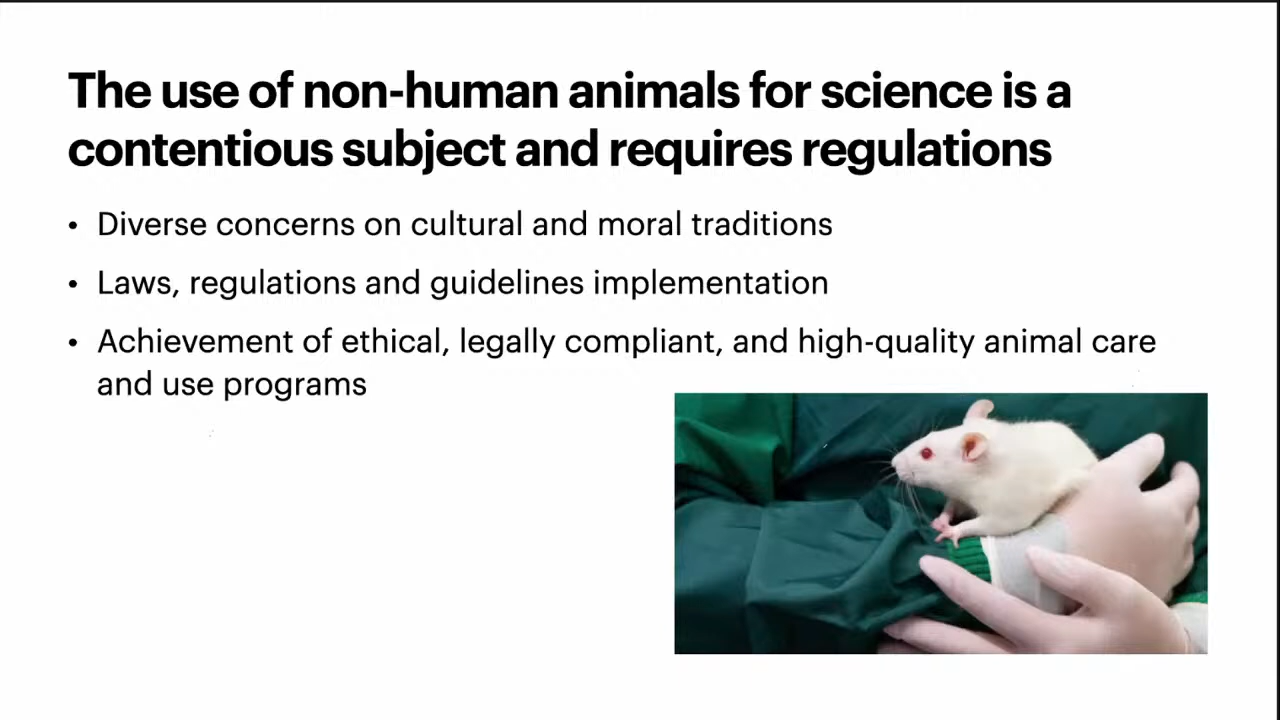 The use of non-human animals for science is a
contentious subject and requires regulations
• Diverse concerns on cultural and moral traditions
• Laws, regulations and guidelines implementation
• Achievement of ethical, legally compliant, and high-quality animal care
and use programs